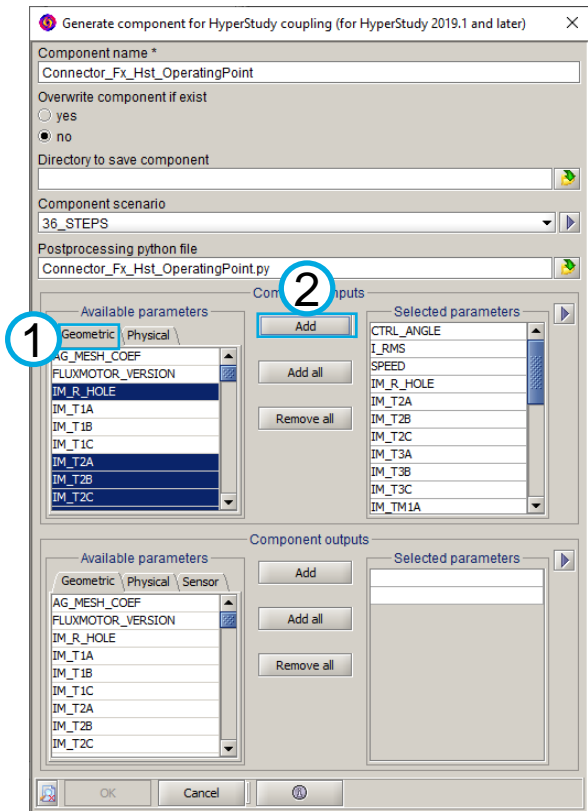 Generate component for HyperStudy coupling (for HyperStudy 2019.1 and later)
Component name *
Connector_Fx_Hst_OperatingPoint
Overwrite component if exist
yes
no
Directory to save component
Component scenario
36_STEPS
Postprocessing python file
Connector_Fx_Hst_OperatingPoint.py
Com
2
puts
1
Available parameters
Geometric
Physical
AG_MESH_COEF
FLUXMOTOR_VERSION
IM_R_HOLE
IM_T1A
IM_T1B
IM_T1C
IM_T2A
IM_T2B
IM_T2C
Add
Add all
Remove all
Selected parameters
CTRL_ANGLE
I_RMS
SPEED
IM_R_HOLE
IM_T2A
IM_T2B
IM_T2C
IM_T3A
IM_T3B
IM_T3C
IM_TM1A
Component outputs
Available parameters
Geometric
Physical
Sensor
AG_MESH_COEF
FLUXMOTOR_VERSION
IM_R_HOLE
IM_T1A
IM_T1B
IM_T1C
IM_T2A
IM_T2B
IM_T2C
Add
Add all
Remove all
Selected parameters
OK
Cancel